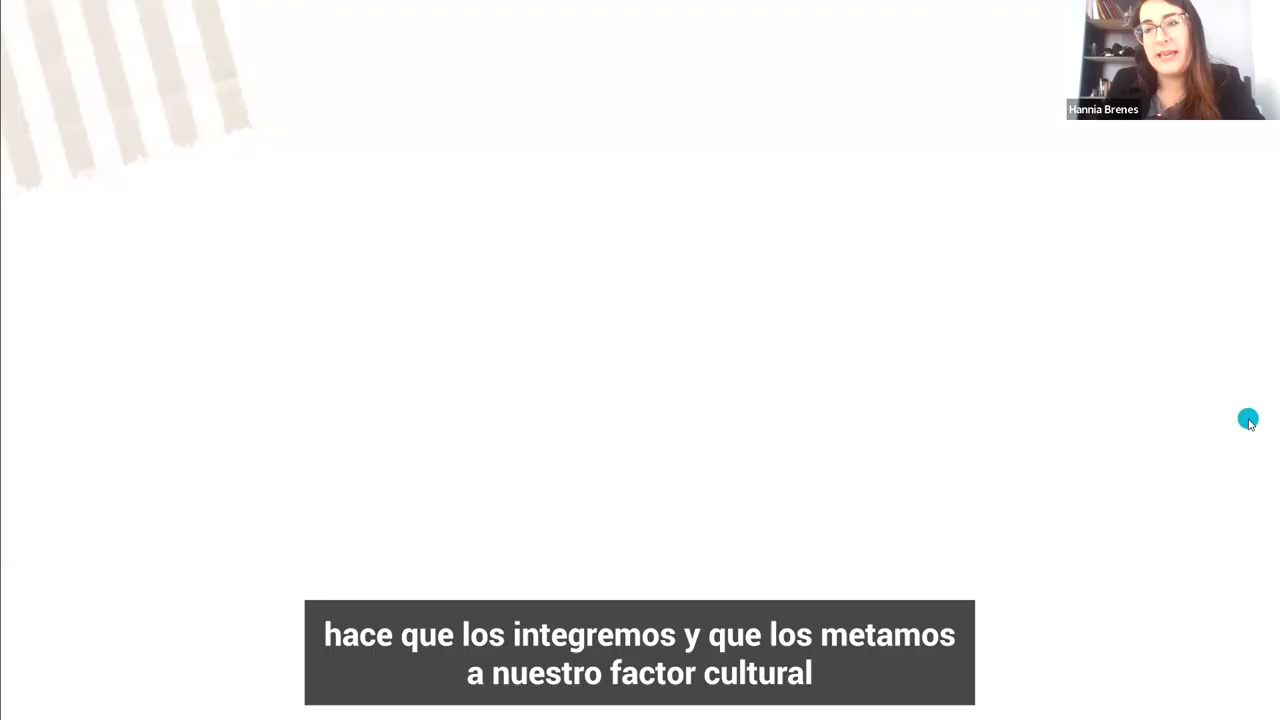 Hannia Brenes
hace que los integremos y que los metamos
a nuestro factor cultural